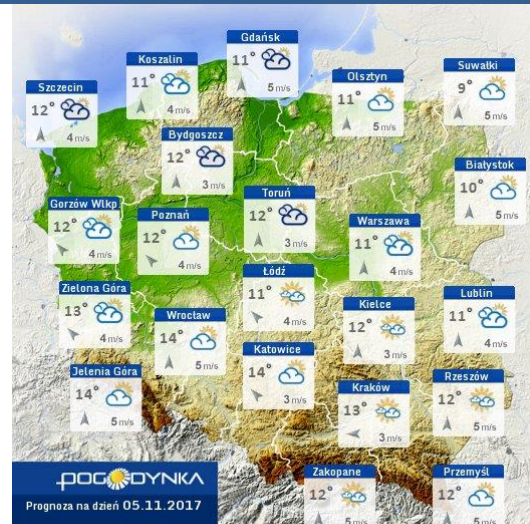 Gdańsk
11°
5 m/s
Koszalin
11°
4 m/s
Suwałki
9°
5 m/s
Olsztyn
11°
5 m/s
Szczecin
12°
4 m/s
Bydgoszcz
12°
3 m/s
Białystok
10°
5 m/s
Toruń
12°
3 m/s
Gorzów Wlkp
12°
4 m/s
Poznań
12°
4 m/s
Warszawa
11°
4 m/s
Łódź
11°
4 m/s
Zielona Góra
13°
4 m/s
Lublin
11°
4 m/s
Kielce
12°
3 m/s
Wrocław
14°
5 m/s
Katowice
14°
3 m/s
Jelenia Góra
14°
5 m/s
Rzeszów
12°
5 m/s
Kraków
13°
3 m/s
Zakopane
12°
5 m/s
Przemyśl
12°
5 m/s
POGODYNKA
Prognoza na dzień 05.11.2017